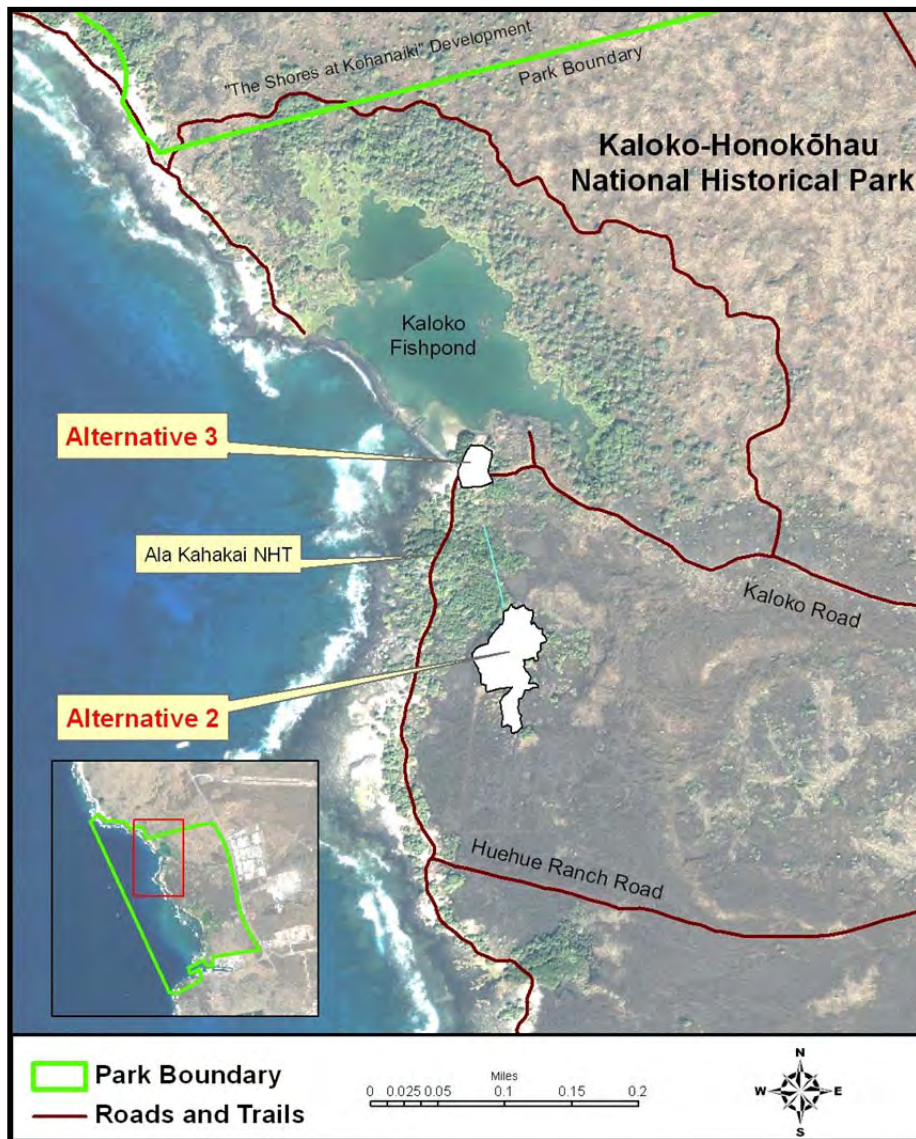 "The Shores at Kohanaiki" Development
Park Boundary
Kaloko-Honokōhau
National Historical Park
Kaloko
Fishpond
Alternative 3
Ala Kahakai NHT
Kaloko Road
Alternative 2
Huehue Ranch Road
Park Boundary
Roads and Trails
Miles
0 0.025 0.05 0.1 0.15 0.2
N
W E
S